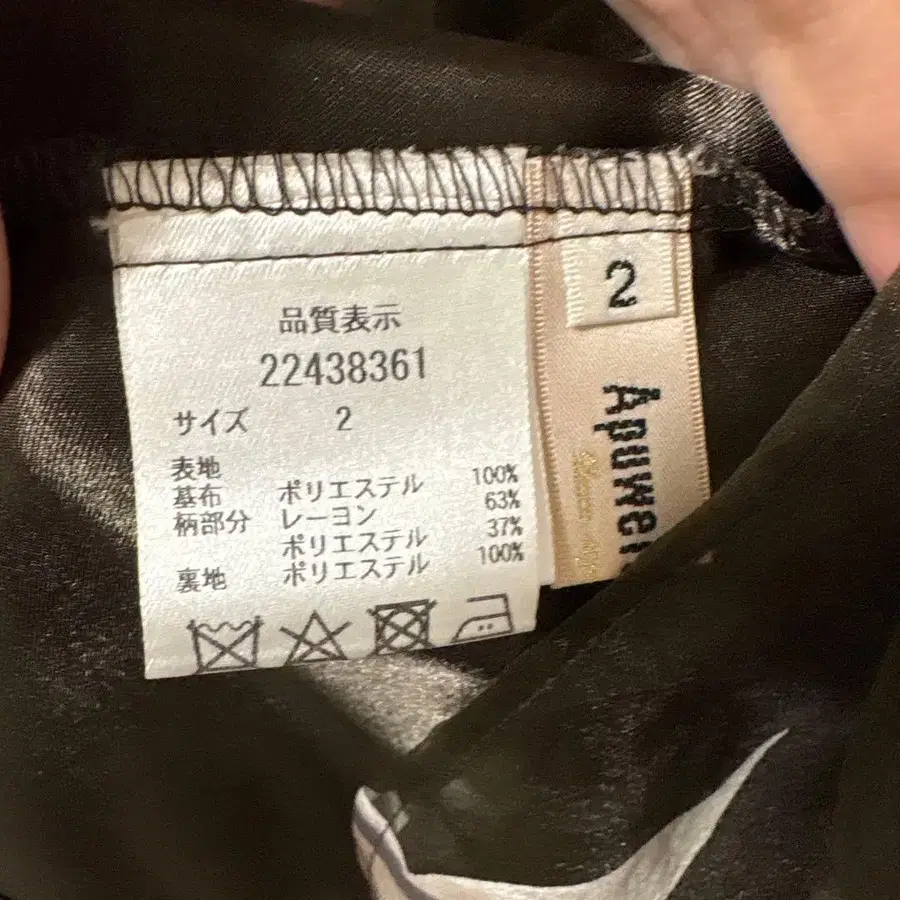 品質表示
22438361
サイズ 2
表地
基布 ポリエステル 100%
柄部分 レーヨン 63%
ポリエステル 37%
裏地 ポリエステル 100%
2
Apuwei